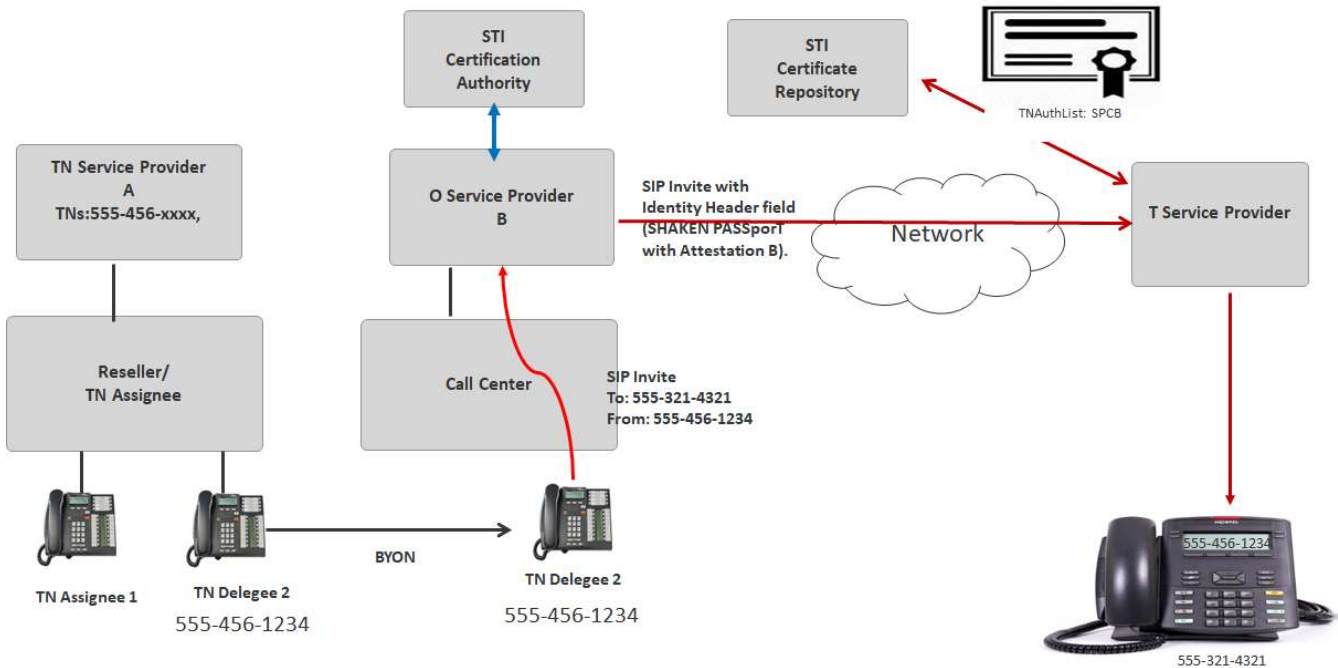 STI
Certification
Authority
STI
Certificate
Repository
TNAuthList: SPCB
TN Service Provider
A
TNs:555-456-xxxx,
O Service Provider
B
SIP Invite with
Identity Header field
(SHAKEN PASSporT
with Attestation B).
Network
T Service Provider
Reseller/
TN Assignee
Call Center
SIP Invite
To: 555-321-4321
From: 555-456-1234
BYON
TN Assignee 1
TN Delegee 2
555-456-1234
TN Delegee 2
555-456-1234
555-456-1234
555-321-4321